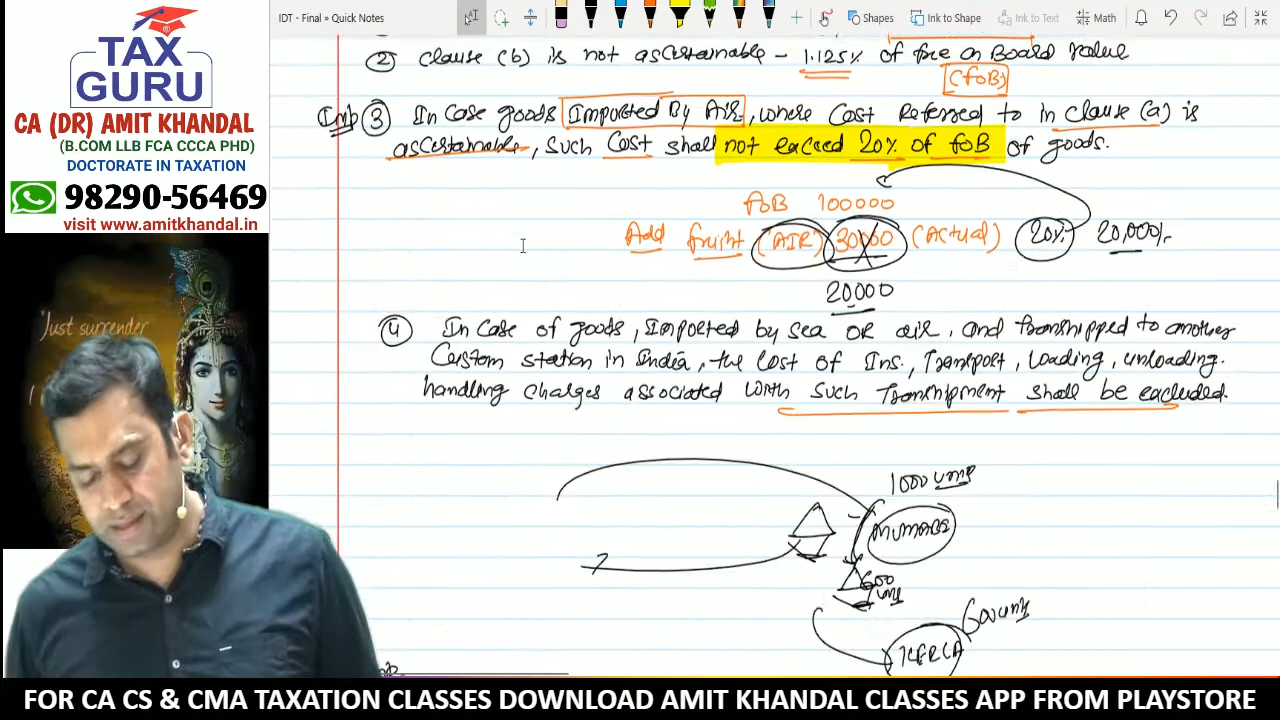 IDT - Final » Quick Notes
Shapes
Ink to Shape
Ink to Text
Math
TAX
GURU
CA (DR) AMIT KHANDAL
(B.COM LLB FCA CCCA PHD)
DOCTORATE IN TAXATION
98290-56469
visit www.amitkhandal.in
Just surrender
② Clause (b) is not ascertainable - 1.125% of free on Board value
(FOB)
Imp ③ In case goods Imported By Air, where Cost Referred to in clause (a) is
ascertainable, such Cost shall not exceed 20% of FOB of goods.
FOB 100000
Add fright (AIR) 30000 (Actual) 20% 20,000/-
20000
④ In case of goods, Imported by sea OR air, and Transhipped to another
Custom station in India, the Cost of Ins., Transport, loading, unloading.
handling charges associated with such Transhipment shall be excluded.
1000
600
FOR CA CS & CMA TAXATION CLASSES DOWNLOAD AMIT KHANDAL CLASSES APP FROM PLAYSTORE